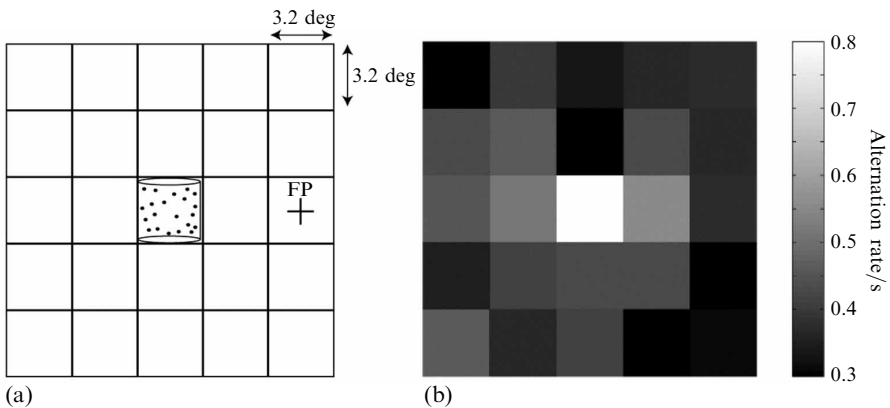 3.2 deg
3.2 deg
FP
(a)
(b)
0.8
0.7
0.6
0.5
0.4
0.3
Alternation rate/s